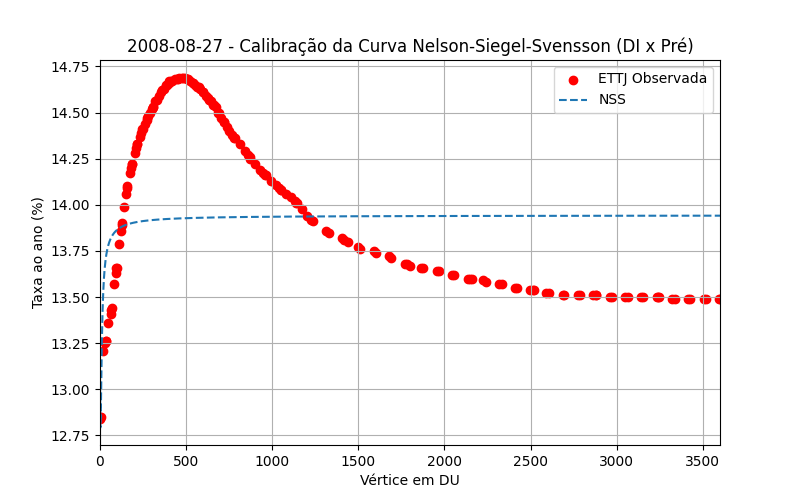 2008-08-27 - Calibração da Curva Nelson-Siegel-Svensson (DI x Pré)
ETTJ Observada
NSS
Taxa ao ano (%)
14.75
14.50
14.25
14.00
13.75
13.50
13.25
13.00
12.75
0 500 1000 1500 2000 2500 3000 3500
Vértice em DU